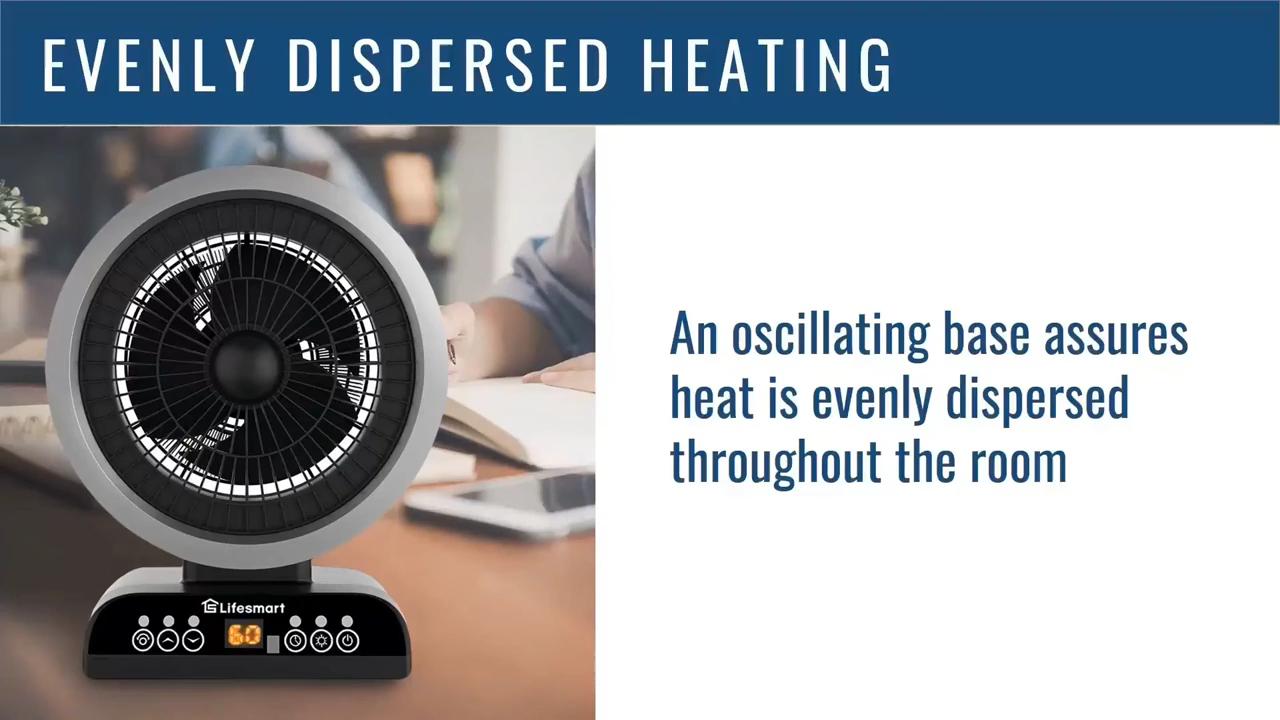 EVENLY DISPERSED HEATING
An oscillating base assures
heat is evenly dispersed
throughout the room
Lifesmart
60